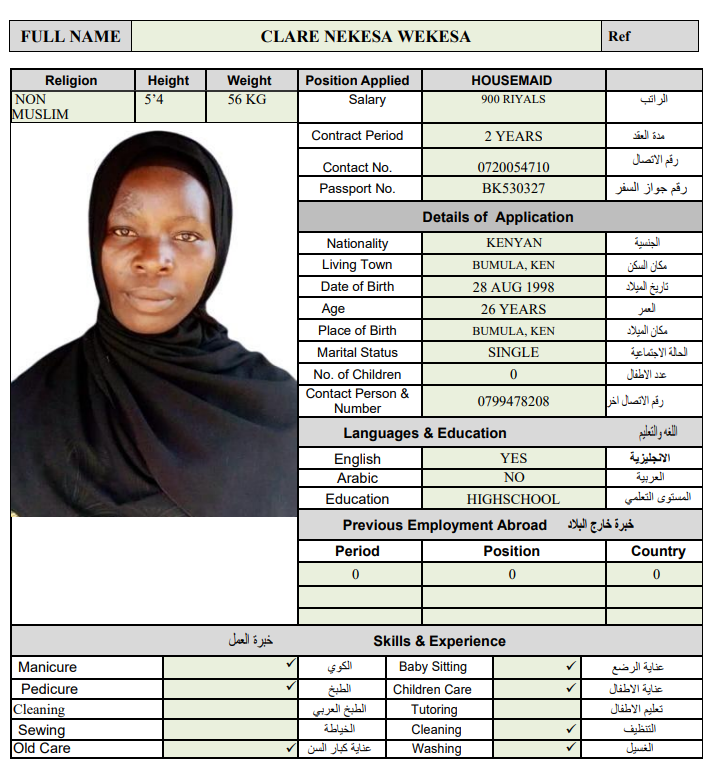 FULL NAME CLARE NEKESA WEKESA Ref
Religion Height Weight Position Applied HOUSEMAID
NON MUSLIM 5’4 56 KG Salary 900 RIYALS الراتب
Contract Period 2 YEARS مدة العقد
Contact No. 0720054710 رقم الاتصال
Passport No. BK530327 رقم جواز السفر
Details of Application
Nationality KENYAN الجنسية
Living Town BUMULA, KEN مكان السكن
Date of Birth 28 AUG 1998 تاريخ الميلاد
Age 26 YEARS العمر
Place of Birth BUMULA, KEN مكان الميلاد
Marital Status SINGLE الحالة الاجتماعية
No. of Children 0 عدد الاطفال
Contact Person & Number 0799478208 رقم الاتصال اخر
Languages & Education اللغه والتعليم
English YES الانجليزية
Arabic NO العربية
Education HIGHSCHOOL المستوى التعلمي
Previous Employment Abroad خبرة خارج البلاد
Period Position Country
0 0 0
خبرة العمل Skills & Experience
Manicure ✓ الكوي Baby Sitting ✓ عناية الرضع
Pedicure ✓ الطبخ Children Care ✓ عناية الاطفال
Cleaning الطبخ العربي Tutoring تعليم الاطفال
Sewing الخياطة Cleaning ✓ التنظيف
Old Care ✓ عناية كبار السن Washing ✓ الغسيل